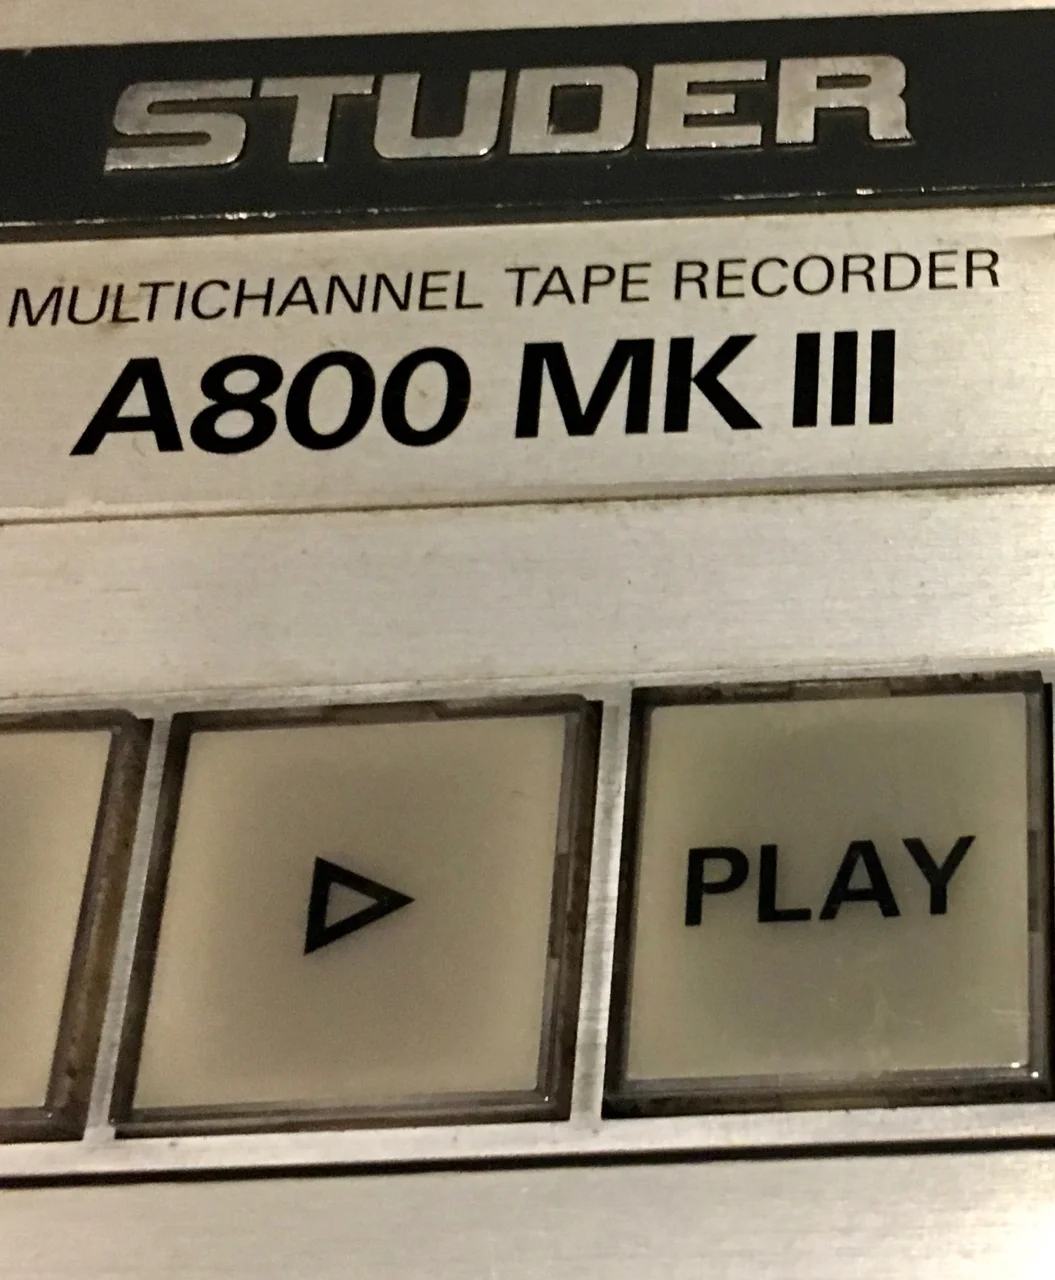 STUDER
MULTICHANNEL TAPE RECORDER
A800 MK III
PLAY